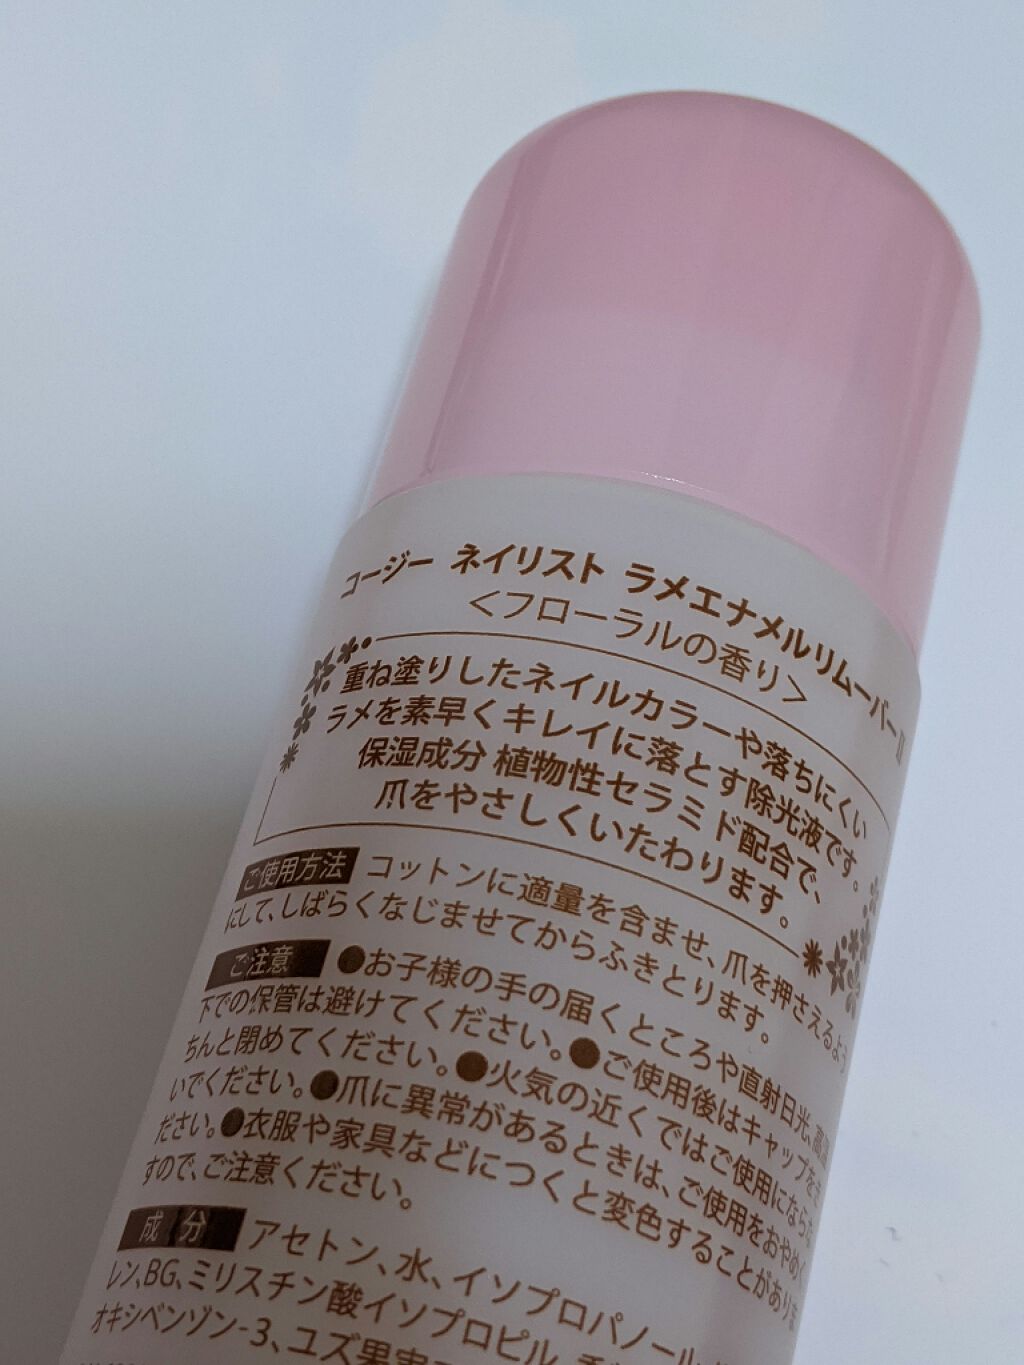 コージー ネイリスト ラメエナメルリムーバーⅡ
<フローラルの香り>
重ね塗りしたネイルカラーや落ちにくい
ラメを素早くキレイに落とす除光液です。
保湿成分 植物性セラミド配合で、
爪をやさしくいたわります。
ご使用方法 コットンに適量を含ませ、爪を押さえるよう
にして、しばらくなじませてからふきとります。
ご注意 ●お子様の手の届くところや直射日光、高温
下での保管は避けてください。●ご使用後はキャップをき
ちんと閉めてください。●火気の近くではご使用にならな
いでください。●爪に異常があるときは、ご使用をおやめく
ださい。●衣服や家具などにつくと変色することがありま
すので、ご注意ください。
成分 アセトン、水、イソプロパノール
レン、BG、ミリスチン酸イソプロピル、香
オキシベンゾン-3、ユズ果実